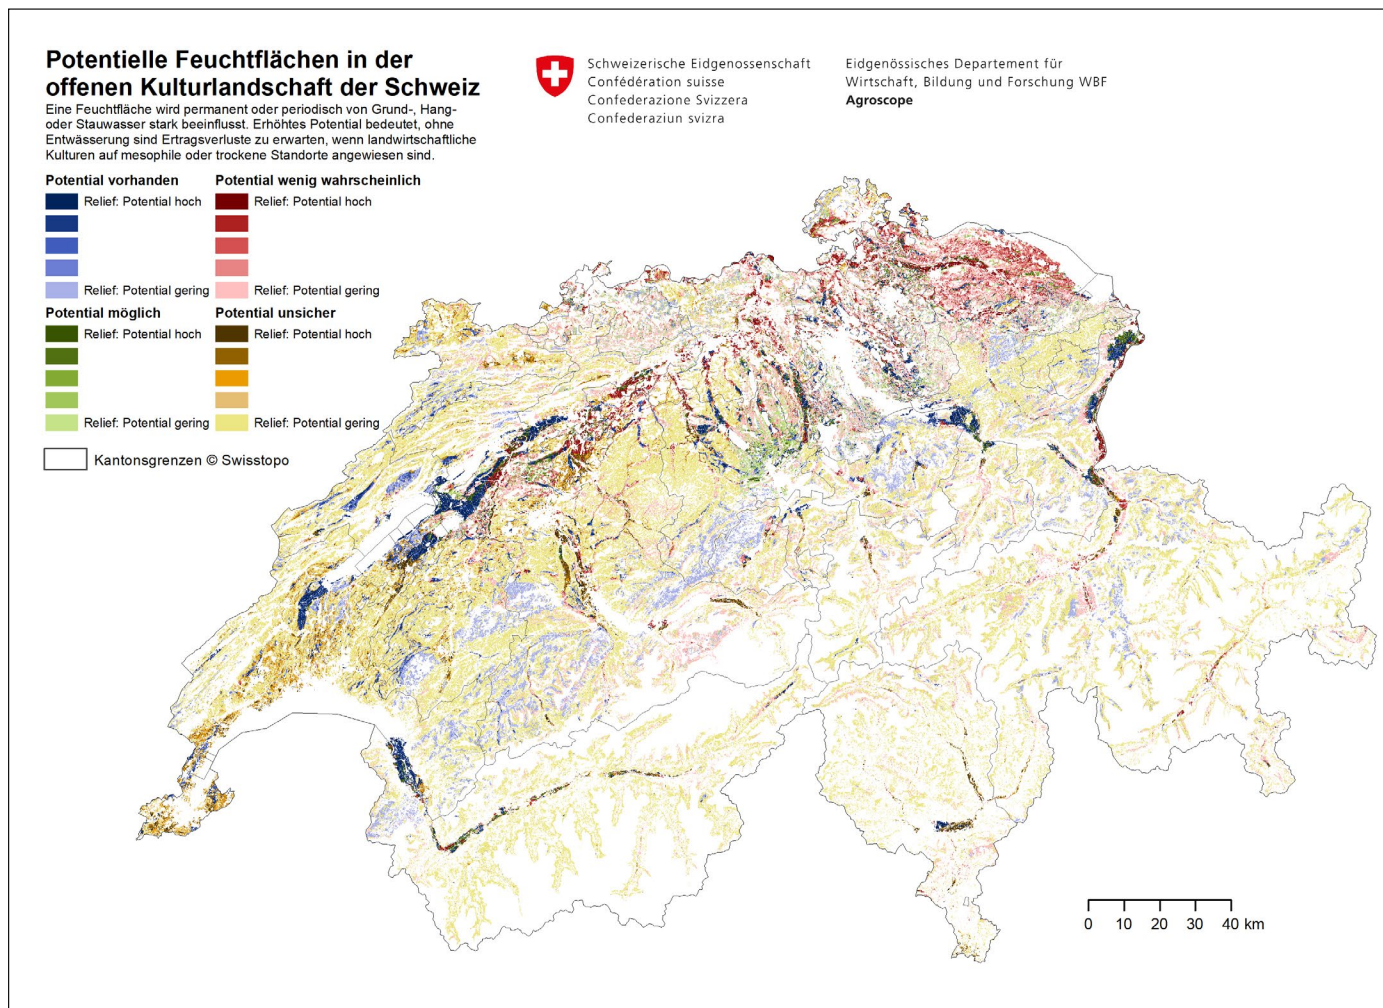 Potentielle Feuchtflächen in der
offenen Kulturlandschaft der Schweiz
Eine Feuchtfläche wird permanent oder periodisch von Grund-, Hang-
oder Stauwasser stark beeinflusst. Erhöhtes Potential bedeutet, ohne
Entwässerung sind Ertragsverluste zu erwarten, wenn landwirtschaftliche
Kulturen auf mesophile oder trockene Standorte angewiesen sind.
Schweizerische Eidgenossenschaft
Confédération suisse
Confederazione Svizzera
Confederaziun svizra
Eidgenössisches Departement für
Wirtschaft, Bildung und Forschung WBF
Agroscope
Potential vorhanden
Relief: Potential hoch
Relief: Potential gering
Potential wenig wahrscheinlich
Relief: Potential hoch
Relief: Potential gering
Potential möglich
Relief: Potential hoch
Relief: Potential gering
Potential unsicher
Relief: Potential hoch
Relief: Potential gering
Kantonsgrenzen © Swisstopo
0 10 20 30 40 km